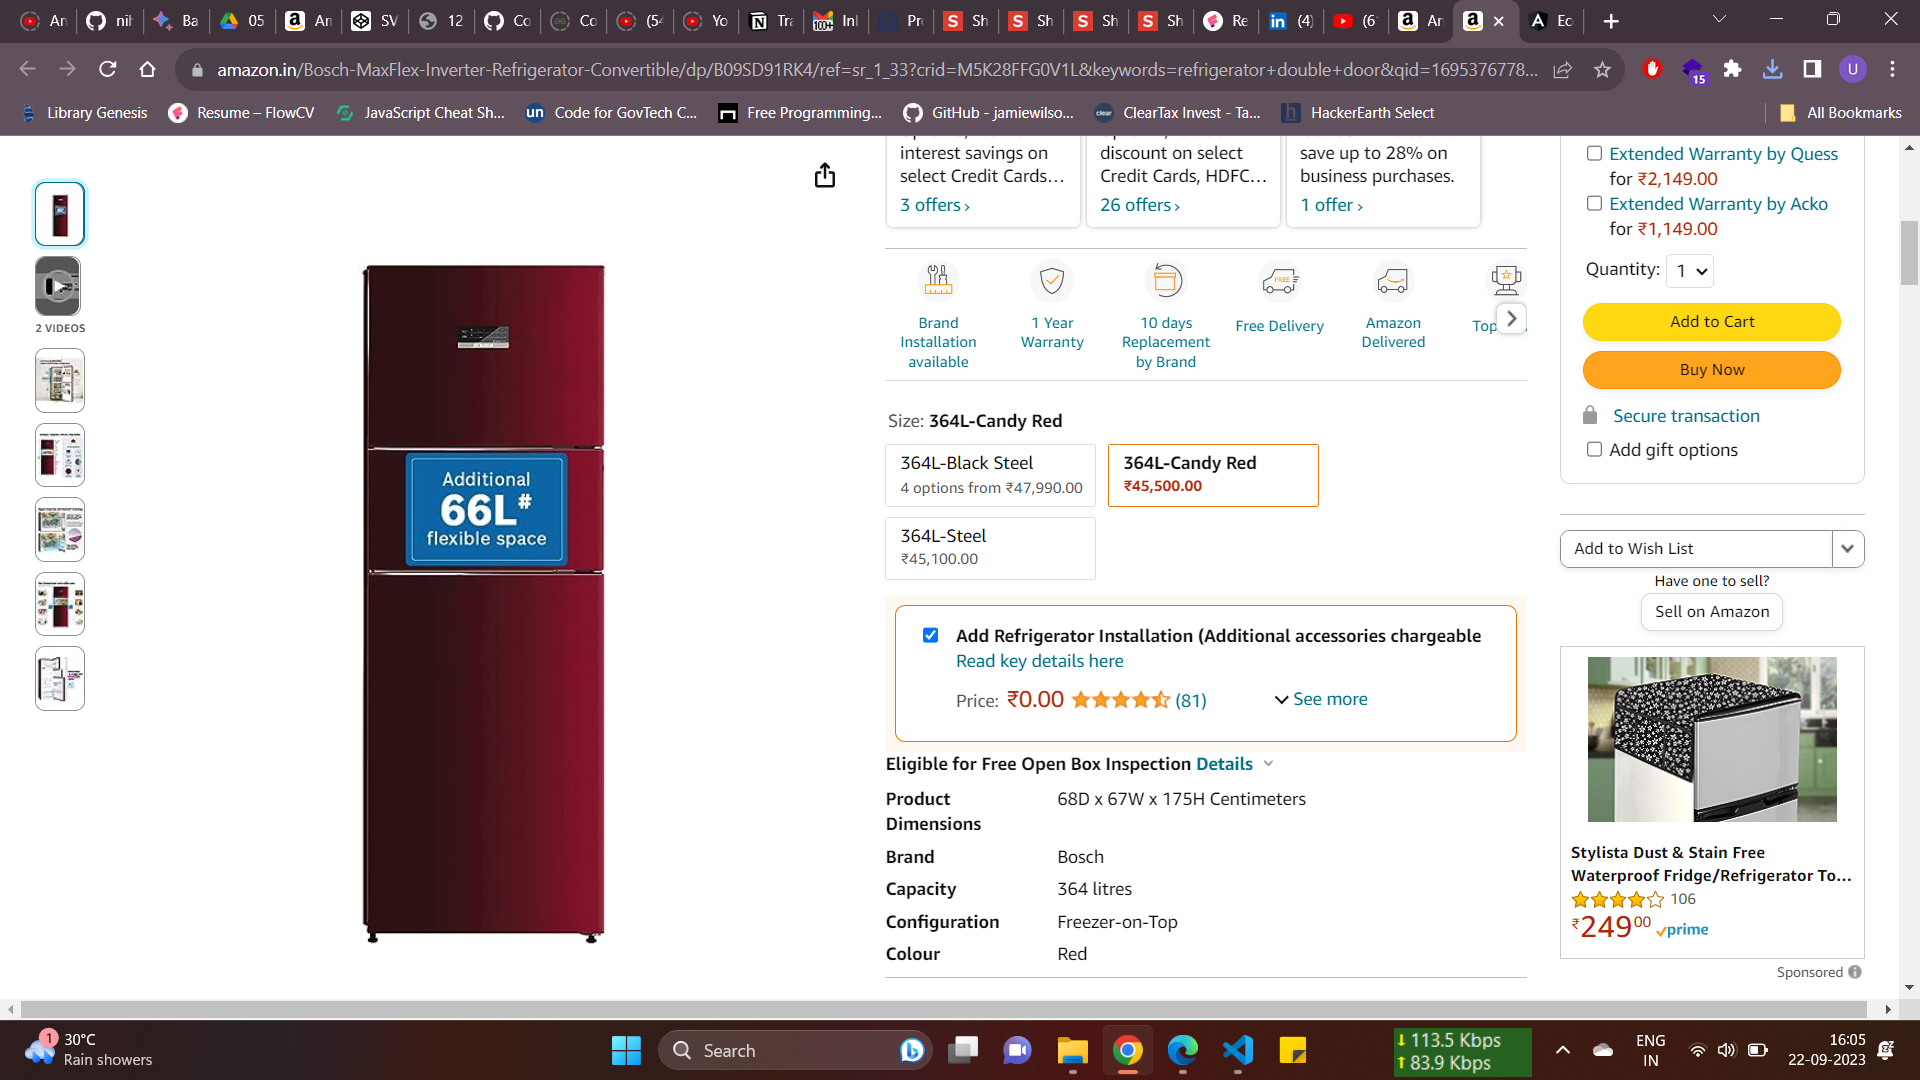 An
nih
Ba
05
An
SV
12
Co
Co
(54
Yo
Tra
Inl
Pr
Sh
Sh
Sh
Sh
Re
(4)
(6
An
Ec
amazon.in/Bosch-MaxFlex-Inverter-Refrigerator-Convertible/dp/B09SD91RK4/ref=sr_1_33?crid=M5K28FFG0V1L&keywords=refrigerator+double+door&qid=1695376778...
15
U
Library Genesis
Resume – FlowCV
JavaScript Cheat Sh...
Code for GovTech C...
Free Programming...
GitHub - jamiewilso...
ClearTax Invest - Ta...
HackerEarth Select
All Bookmarks
2 VIDEOS
Additional
66L#
flexible space
interest savings on
select Credit Cards…
3 offers ›
discount on select
Credit Cards, HDFC…
26 offers ›
save up to 28% on
business purchases.
1 offer ›
Brand
Installation
available
1 Year
Warranty
10 days
Replacement
by Brand
FREE
Free Delivery
Amazon
Delivered
Top
Size: 364L-Candy Red
364L-Black Steel
4 options from ₹47,990.00
364L-Candy Red
₹45,500.00
364L-Steel
₹45,100.00
Add Refrigerator Installation (Additional accessories chargeable
Read key details here
Price: ₹0.00 (81)
See more
Eligible for Free Open Box Inspection Details
Product
Dimensions
68D x 67W x 175H Centimeters
Brand Bosch
Capacity 364 litres
Configuration Freezer-on-Top
Colour Red
Extended Warranty by Quess
for ₹2,149.00
Extended Warranty by Acko
for ₹1,149.00
Quantity: 1
Add to Cart
Buy Now
Secure transaction
Add gift options
Add to Wish List
Have one to sell?
Sell on Amazon
Stylista Dust & Stain Free
Waterproof Fridge/Refrigerator To…
106
₹24900 prime
Sponsored
1
30°C
Rain showers
Search
113.5 Kbps
83.9 Kbps
ENG
IN
16:05
22-09-2023